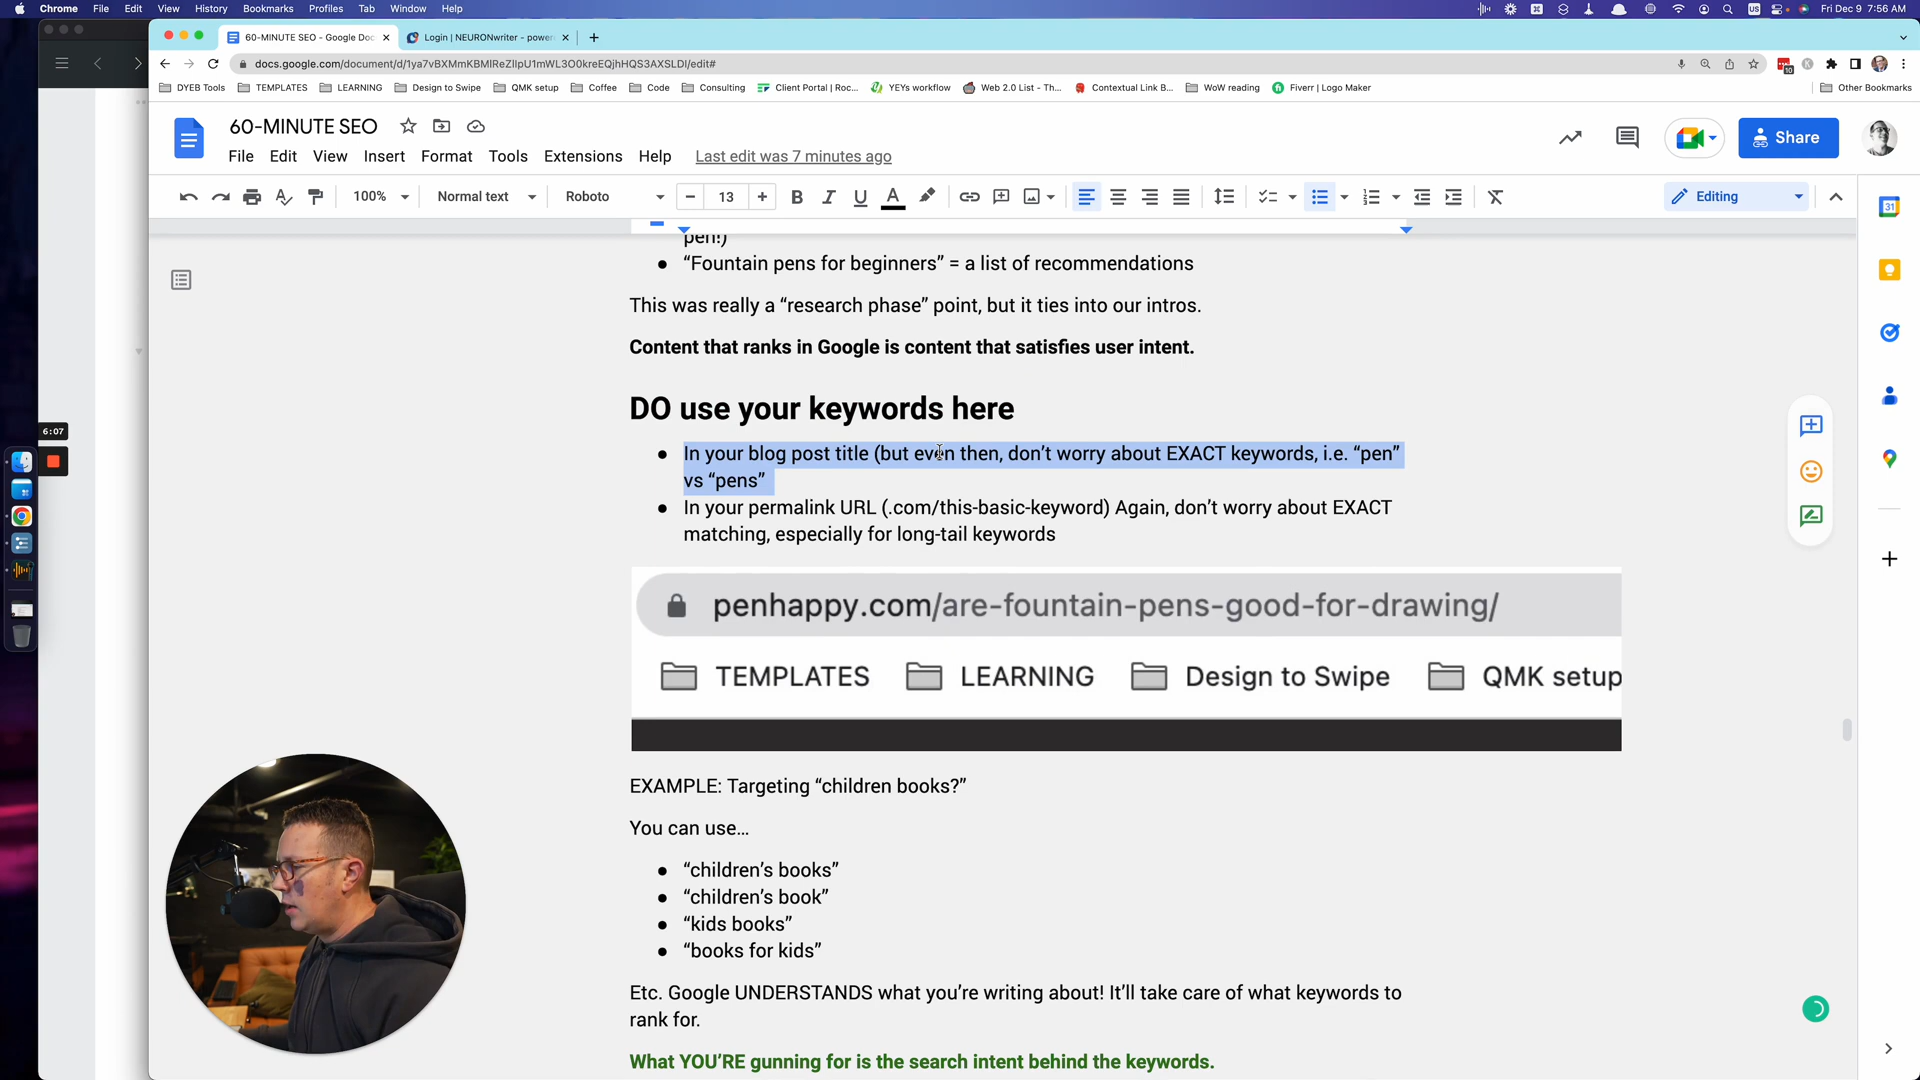 Chrome File Edit View History Bookmarks Profiles Tab Window Help
US Fri Dec 9 7:56 AM
60-MINUTE SEO - Google Doc
Login | NEURONwriter - power
docs.google.com/document/d/1ya7vBXMmKBMlReZllpU1mWL3O0kreEQjhHQS3AXSLDI/edit#
10
DYEB Tools TEMPLATES LEARNING Design to Swipe QMK setup Coffee Code Consulting Client Portal | Roc... YEYs workflow Web 2.0 List - Th... Contextual Link B... WoW reading Fiverr | Logo Maker Other Bookmarks
60-MINUTE SEO
Share
File Edit View Insert Format Tools Extensions Help Last edit was 7 minutes ago
100% Normal text Roboto 13 B I U A Editing
31
pen!)
● “Fountain pens for beginners” = a list of recommendations
This was really a “research phase” point, but it ties into our intros.
Content that ranks in Google is content that satisfies user intent.
DO use your keywords here
6:07
● In your blog post title (but even then, don’t worry about EXACT keywords, i.e. “pen”
vs “pens”
● In your permalink URL (.com/this-basic-keyword) Again, don’t worry about EXACT
matching, especially for long-tail keywords
penhappy.com/are-fountain-pens-good-for-drawing/
TEMPLATES LEARNING Design to Swipe QMK setup
EXAMPLE: Targeting “children books?”
You can use…
● “children’s books”
● “children’s book”
● “kids books”
● “books for kids”
Etc. Google UNDERSTANDS what you’re writing about! It’ll take care of what keywords to
rank for.
What YOU’RE gunning for is the search intent behind the keywords.